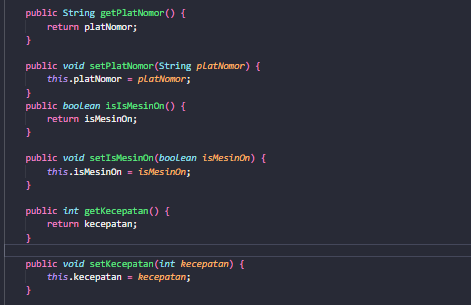 public String getPlatNomor() {
return platNomor;
}
public void setPlatNomor(String platNomor) {
this.platNomor = platNomor;
}
public boolean isIsMesinOn() {
return isMesinOn;
}
public void setIsMesinOn(boolean isMesinOn) {
this.isMesinOn = isMesinOn;
}
public int getKecepatan() {
return kecepatan;
}
public void setKecepatan(int kecepatan) {
this.kecepatan = kecepatan;
}